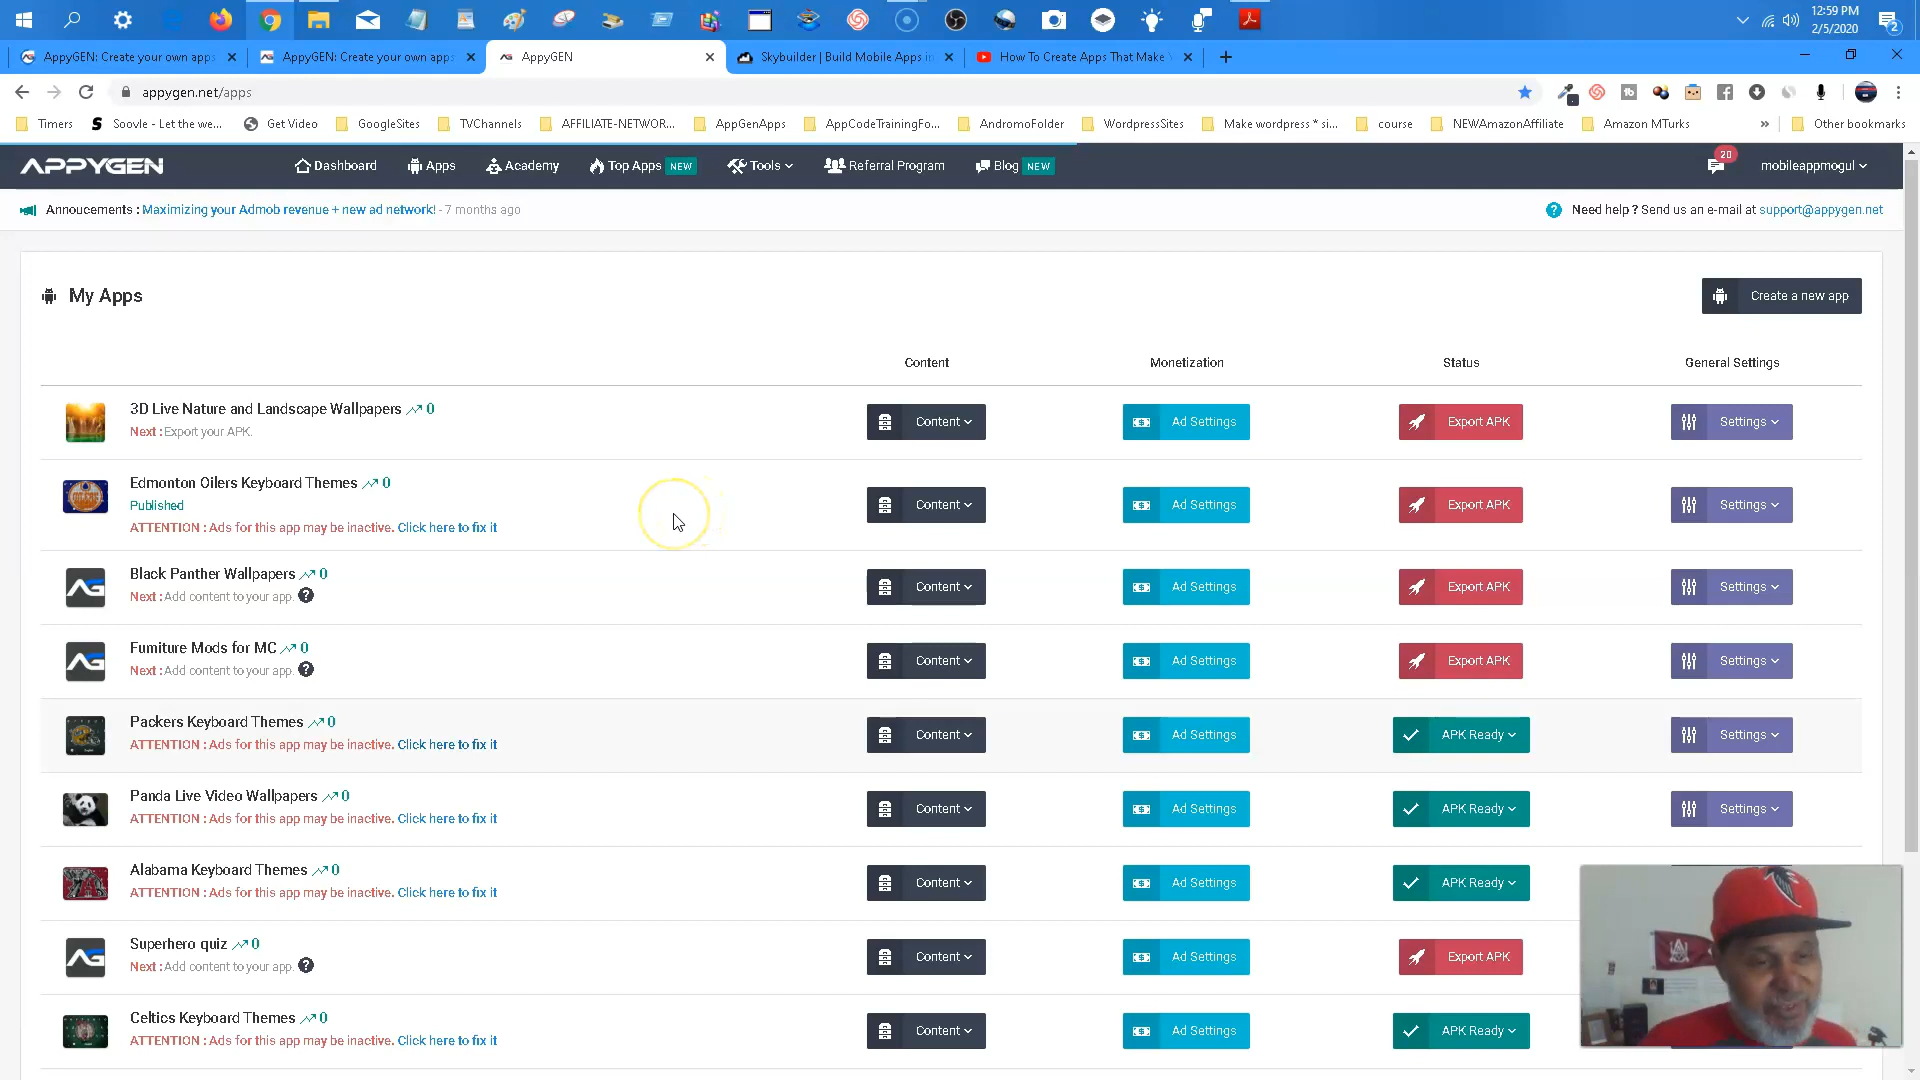 12:59 PM
2/5/2020
2
AppyGEN: Create your own apps
AppyGEN: Create your own apps
AppyGEN
Skybuilder | Build Mobile Apps in
How To Create Apps That Make
appygen.net/apps
Timers
S Soovle - Let the we...
Get Video
GoogleSites
TVChannels
AFFILIATE-NETWOR...
AppGenApps
AppCodeTrainingFo...
AndromoFolder
WordpressSites
Make wordpress * si...
course
NEWAmazonAffiliate
Amazon MTurks
»
Other bookmarks
APPYGEN
Dashboard
Apps
Academy
Top Apps NEW
Tools
Referral Program
Blog NEW
20
mobileappmogul
Annoucements : Maximizing your Admob revenue + new ad network! - 7 months ago
? Need help ? Send us an e-mail at support@appygen.net
My Apps
Create a new app
Content Monetization Status General Settings
3D Live Nature and Landscape Wallpapers 0
Next : Export your APK.
Content Ad Settings Export APK Settings
Edmonton Oilers Keyboard Themes 0
Published
ATTENTION : Ads for this app may be inactive. Click here to fix it
Content Ad Settings Export APK Settings
Black Panther Wallpapers 0
Next : Add content to your app. ?
Content Ad Settings Export APK Settings
Furniture Mods for MC 0
Next : Add content to your app. ?
Content Ad Settings Export APK Settings
Packers Keyboard Themes 0
ATTENTION : Ads for this app may be inactive. Click here to fix it
Content Ad Settings APK Ready Settings
Panda Live Video Wallpapers 0
ATTENTION : Ads for this app may be inactive. Click here to fix it
Content Ad Settings APK Ready Settings
Alabama Keyboard Themes 0
ATTENTION : Ads for this app may be inactive. Click here to fix it
Content Ad Settings APK Ready
Superhero quiz 0
Next : Add content to your app. ?
Content Ad Settings Export APK
Celtics Keyboard Themes 0
ATTENTION : Ads for this app may be inactive. Click here to fix it
Content Ad Settings APK Ready